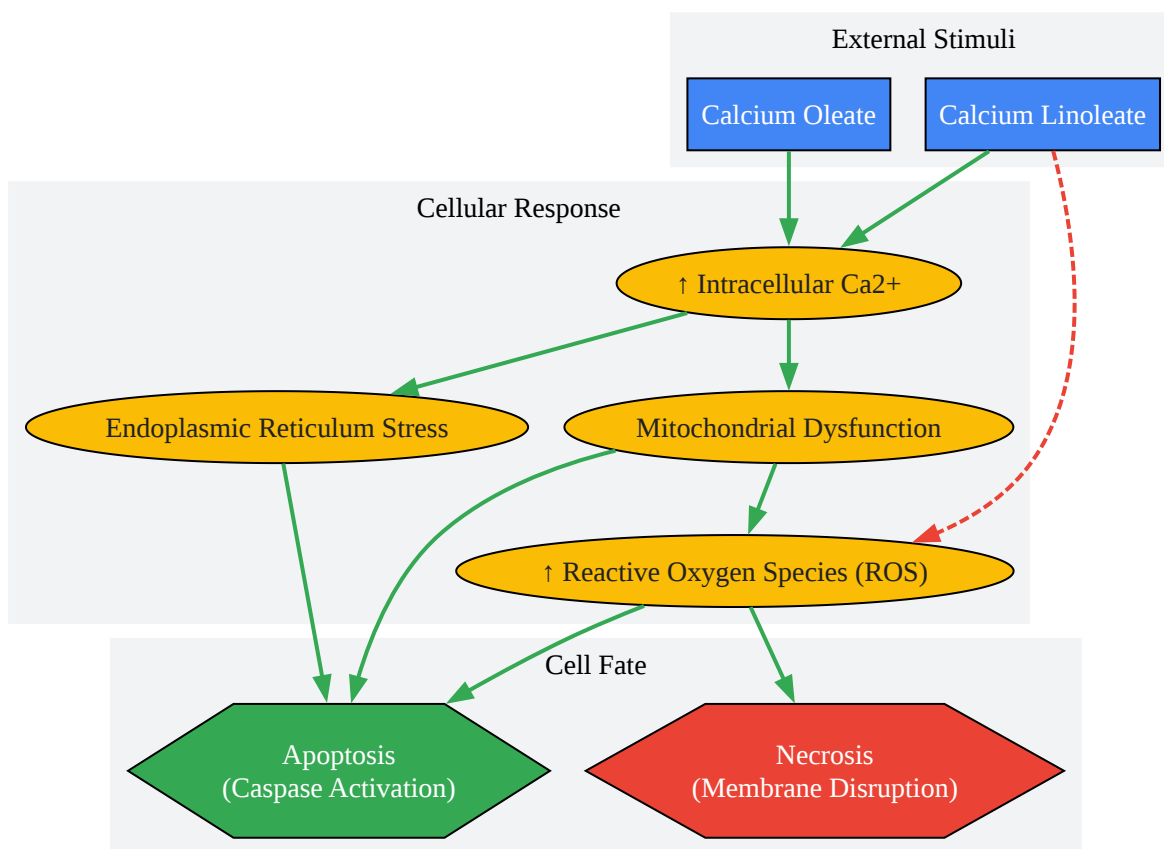 External Stimuli
Calcium Oleate
Calcium Linoleate
Cellular Response
↑ Intracellular Ca2+
Endoplasmic Reticulum Stress
Mitochondrial Dysfunction
↑ Reactive Oxygen Species (ROS)
Cell Fate
Apoptosis
(Caspase Activation)
Necrosis
(Membrane Disruption)